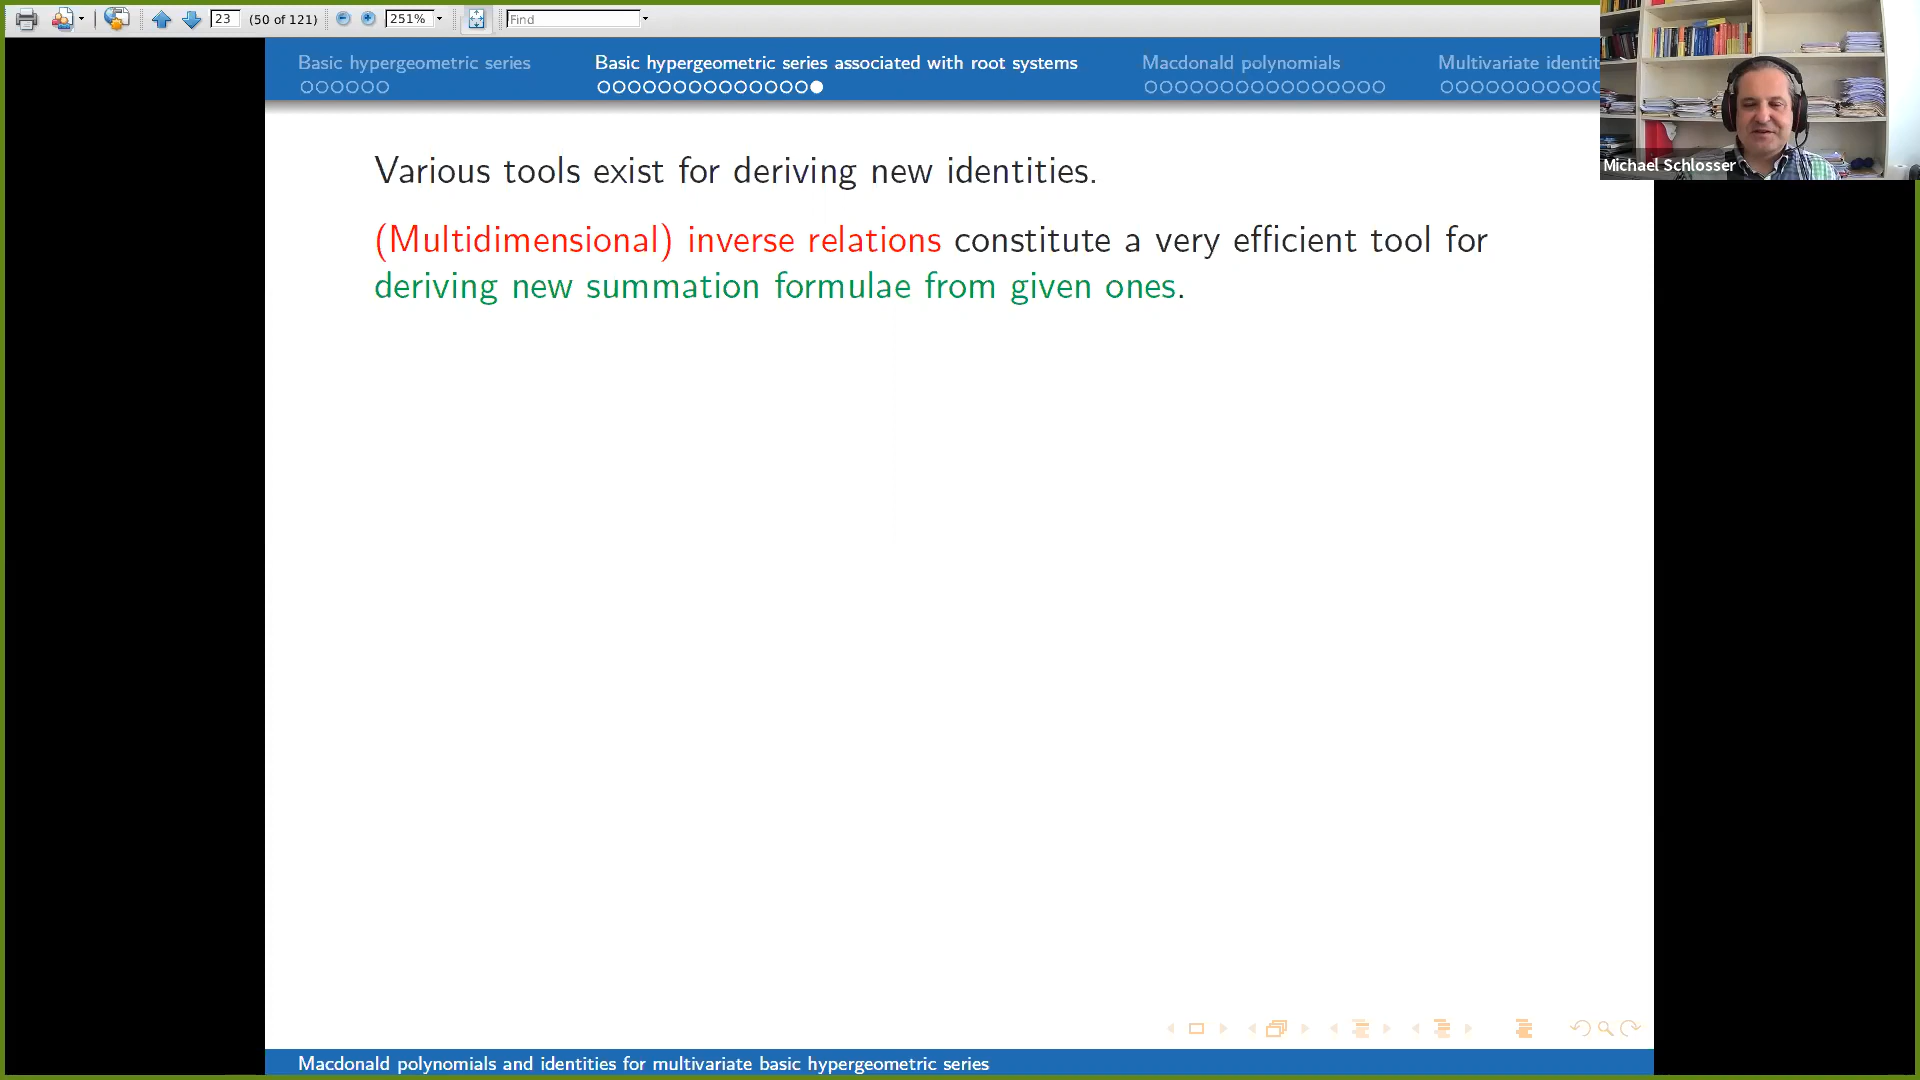 23 (50 of 121) 251% Find
Basic hypergeometric series Basic hypergeometric series associated with root systems Macdonald polynomials Multivariate identit
Michael Schlosser
Various tools exist for deriving new identities.
(Multidimensional) inverse relations constitute a very efficient tool for
deriving new summation formulae from given ones.
Macdonald polynomials and identities for multivariate basic hypergeometric series